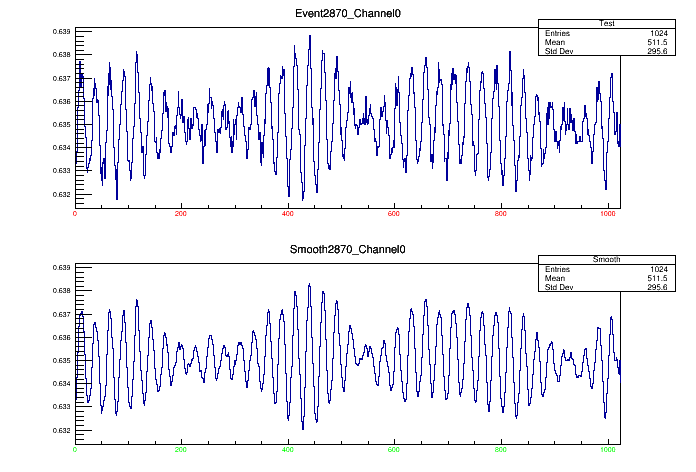 Event2870_Channel0
Test
Entries 1024
Mean 511.5
Std Dev 295.6
0.639
0.638
0.637
0.636
0.635
0.634
0.633
0.632
0 200 400 600 800 1000
Smooth2870_Channel0
Smooth
Entries 1024
Mean 511.5
Std Dev 295.6
0.639
0.638
0.637
0.636
0.635
0.634
0.633
0.632
0 200 400 600 800 1000